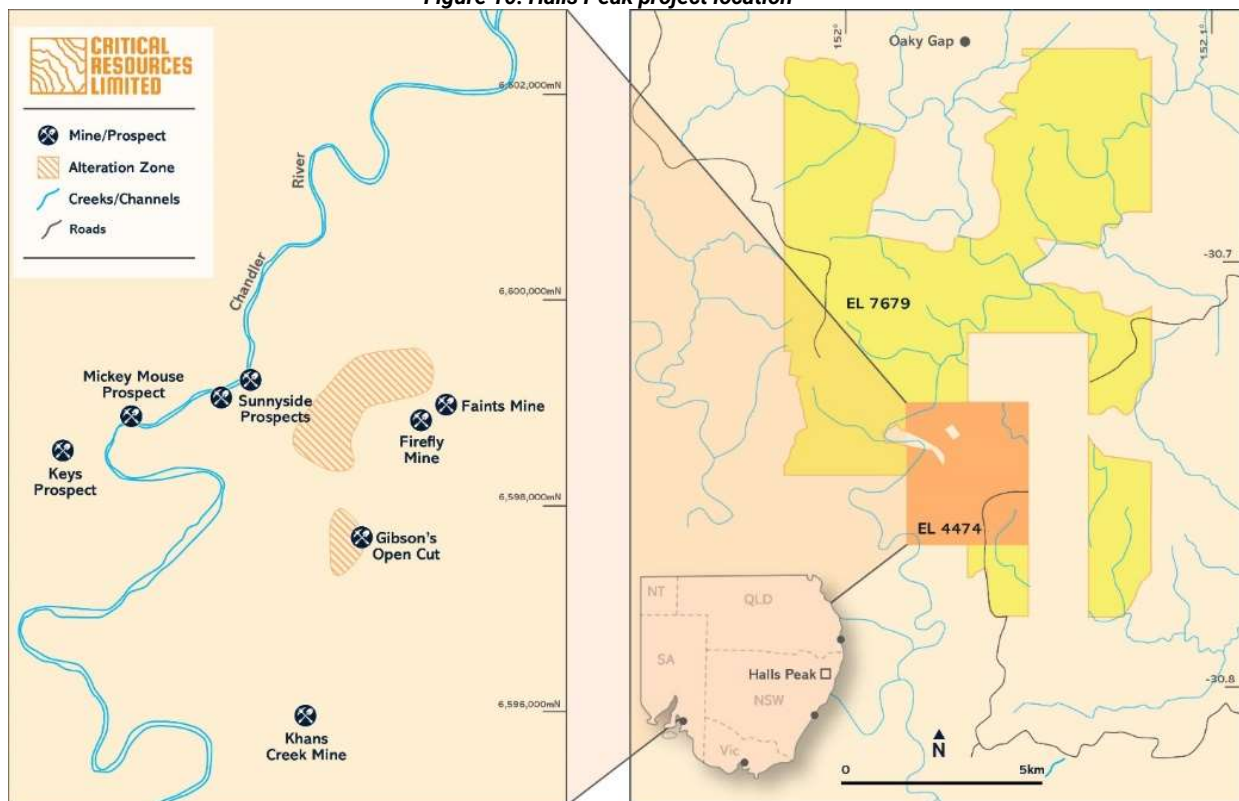 Figure 10: Halls Peak project location
CRITICAL
RESOURCES
LIMITED
Mine/Prospect
Alteration Zone
Creeks/Channels
Roads
River
Chandler
6,602,000mN
6,600,000mN
Mickey Mouse
Prospect
Sunnyside
Prospects
Faints Mine
Firefly
Mine
Keys
Prospect
6,598,000mN
Gibson's
Open Cut
6,596,000mN
Khans
Creek Mine
152°
Oaky Gap
152.1°
-30.7
EL 7679
EL 4474
NT
QLD
SA
Halls Peak
NSW
Vic
-30.8
N
0
5km